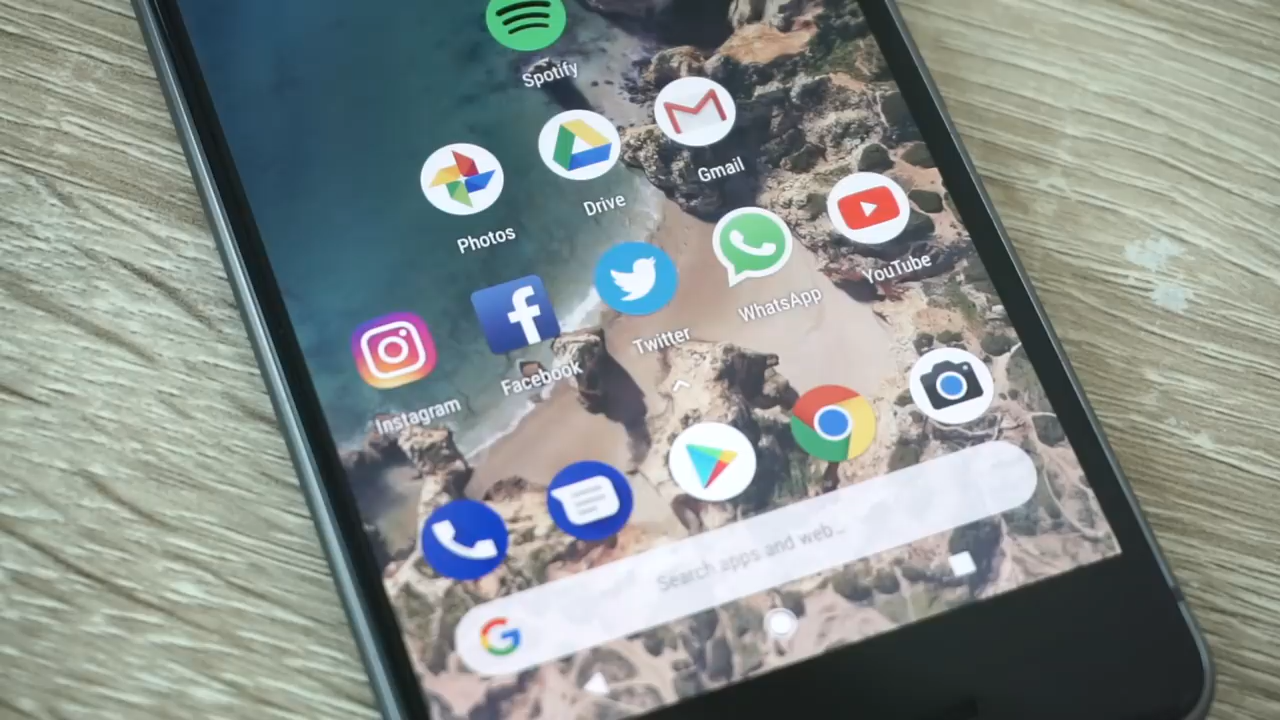 Spotify
Photos
Drive
Gmail
Instagram
Facebook
Twitter
WhatsApp
YouTube
G
Search apps and web...